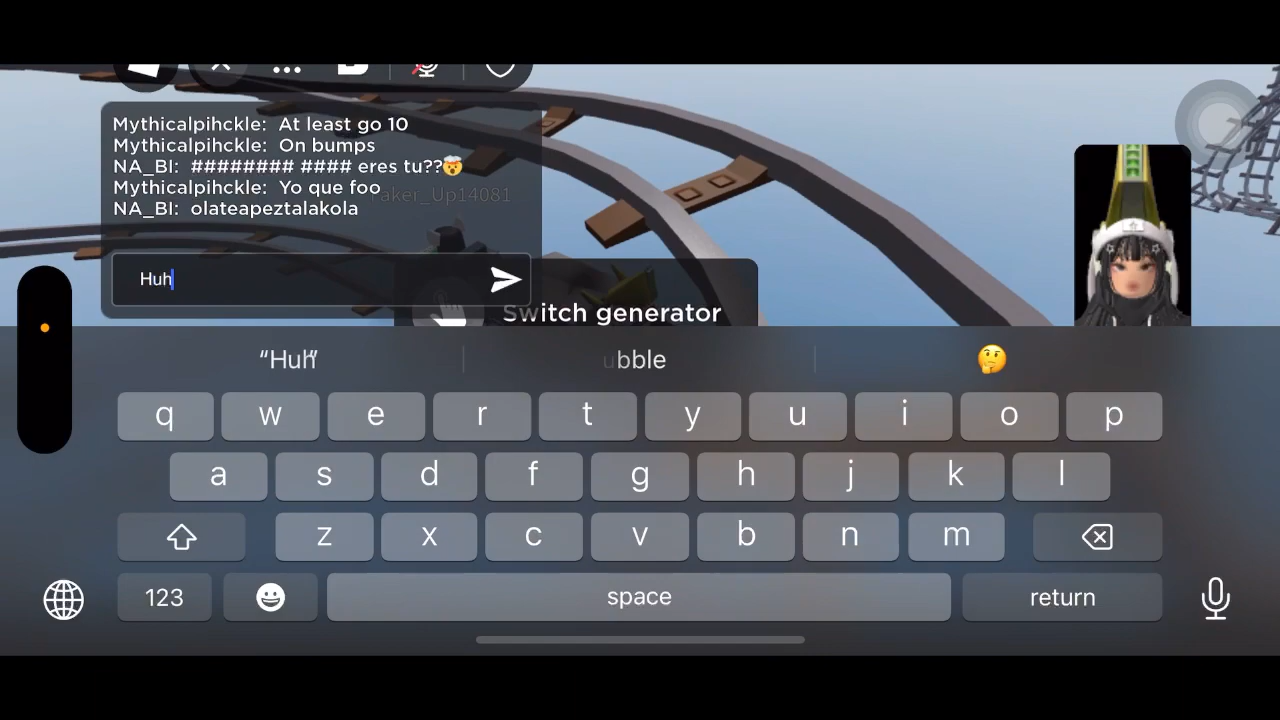 Mythicalpihckle: At least go 10
Mythicalpihckle: On bumps
NA_BI: ######## #### eres tu??🤯
Mythicalpihckle: Yo que foo
aker_Up14081
NA_BI: olateapeztalakola
Huh
Switch generator
“Huh” ubble 🤔
q w e r t y u i o p
a s d f g h j k l
z x c v b n m
123 space return